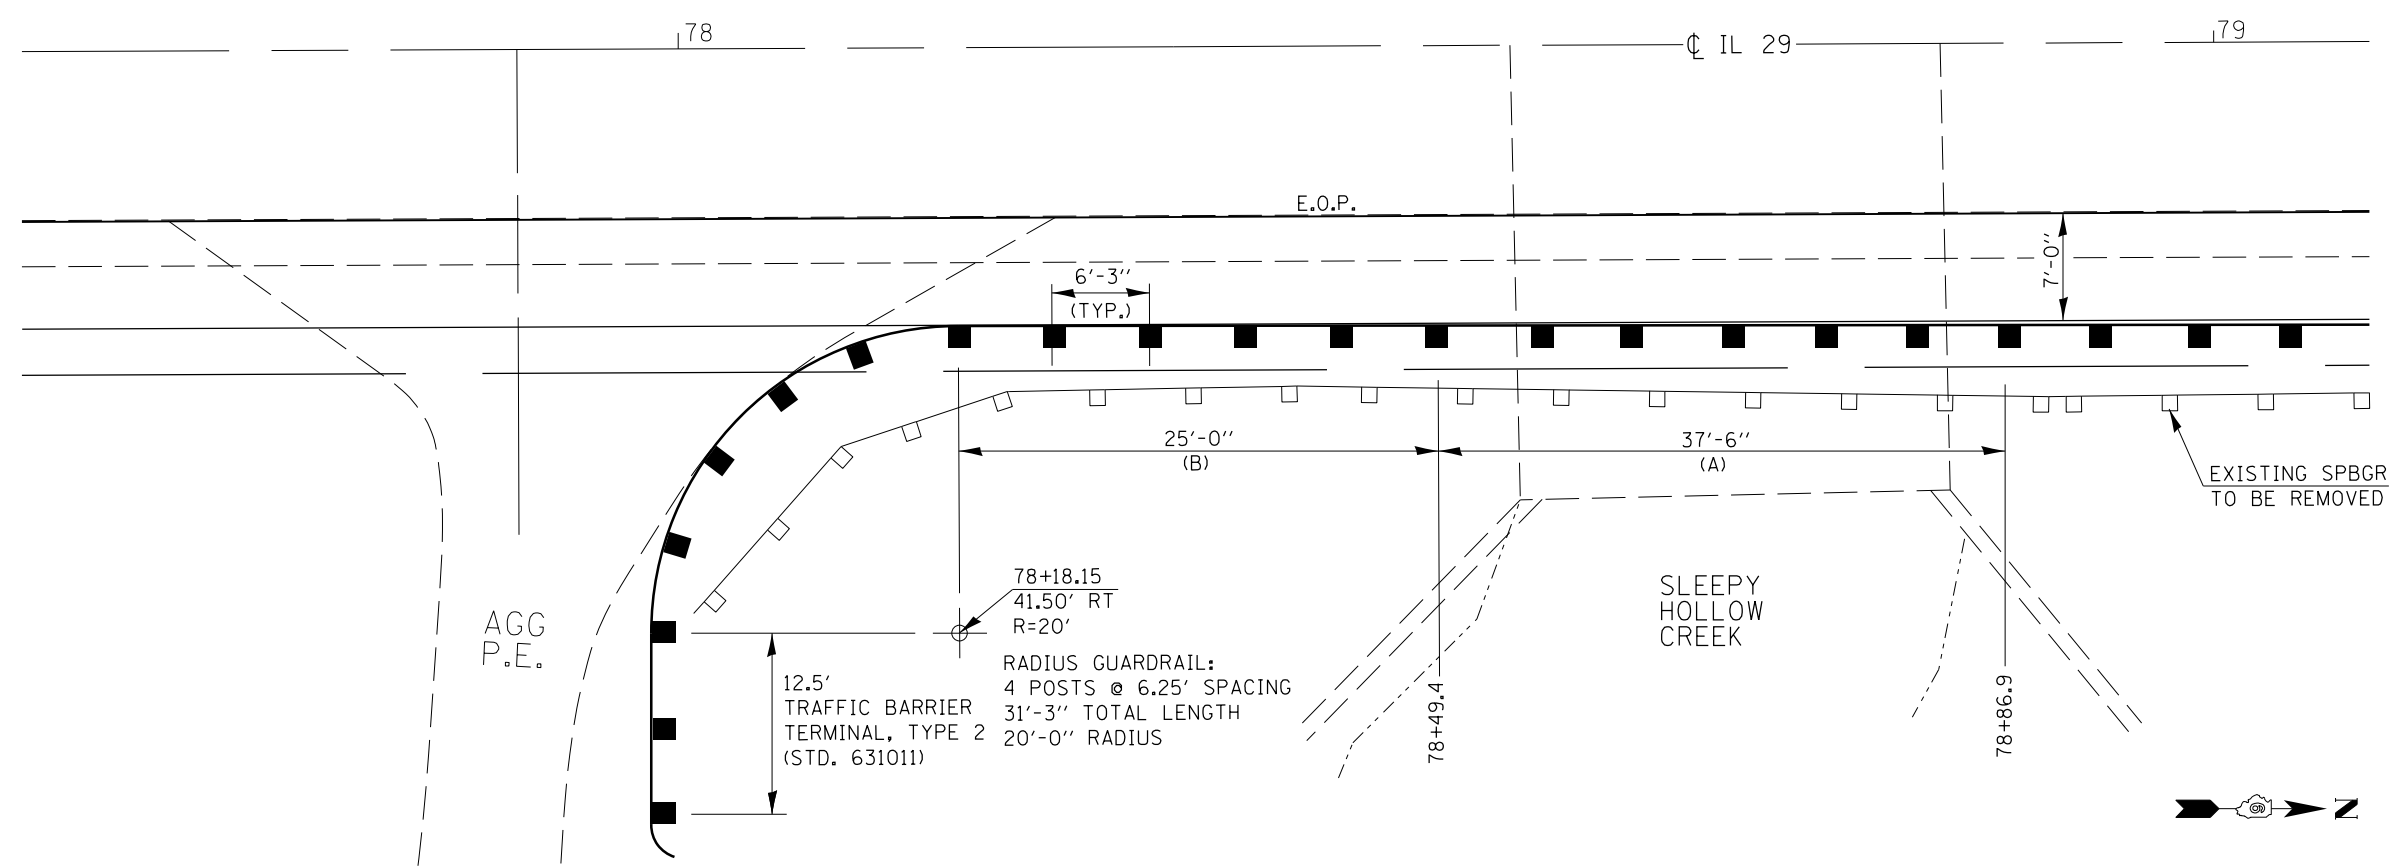 78
79
℄ IL 29
E.O.P.
6'-3''
(TYP.)
7'-0''
25'-0''
(B)
37'-6''
(A)
EXISTING SPBGR
TO BE REMOVED
78+18.15
41.50' RT
R=20'
SLEEPY
HOLLOW
CREEK
AGG
P.E.
RADIUS GUARDRAIL:
4 POSTS @ 6.25' SPACING
31'-3'' TOTAL LENGTH
20'-0'' RADIUS
12.5'
TRAFFIC BARRIER
TERMINAL, TYPE 2
(STD. 631011)
78+49.4
78+86.9
N